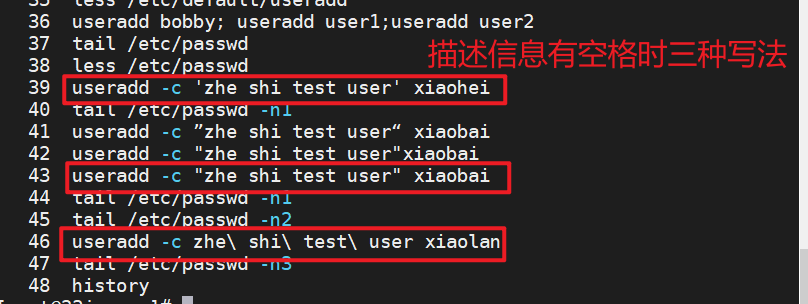 35 less /etc/default/useradd
36 useradd bobby; useradd user1;useradd user2
37 tail /etc/passwd
38 less /etc/passwd
描述信息有空格时三种写法
39 useradd -c 'zhe shi test user' xiaohei
40 tail /etc/passwd -n1
41 useradd -c ”zhe shi test user“ xiaobai
42 useradd -c "zhe shi test user"xiaobai
43 useradd -c "zhe shi test user" xiaobai
44 tail /etc/passwd -n1
45 tail /etc/passwd -n2
46 useradd -c zhe\ shi\ test\ user xiaolan
47 tail /etc/passwd -n3
48 history